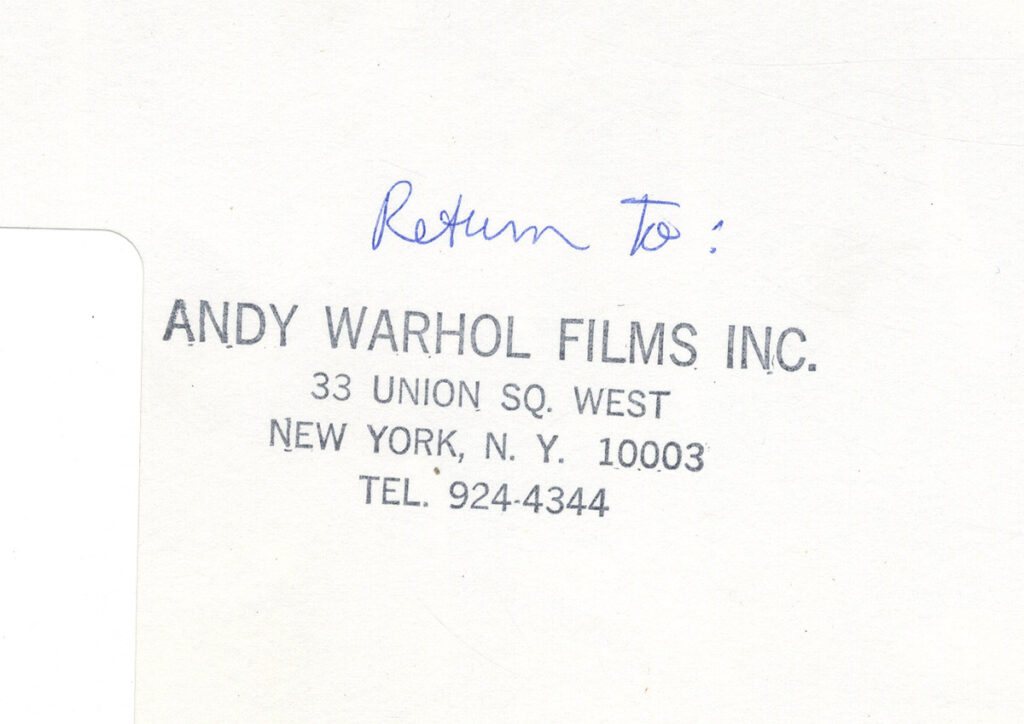 Return To:
ANDY WARHOL FILMS INC.
33 UNION SQ. WEST
NEW YORK, N. Y. 10003
TEL. 924-4344